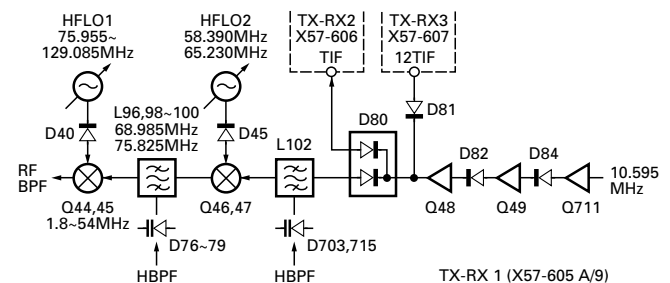 HFLO1
75.955~
129.085MHz
HFLO2
58.390MHz
65.230MHz
TX-RX2
X57-606
TIF
TX-RX3
X57-607
12TIF
D40
L96,98~100
68.985MHz
75.825MHz
D45
L102
D80
D81
D82
D84
10.595
MHz
RF
BPF
Q44,45
1.8~54MHz
Q46,47
Q48
Q49
Q711
D76~79
D703,715
HBPF
HBPF
TX-RX 1 (X57-605 A/9)